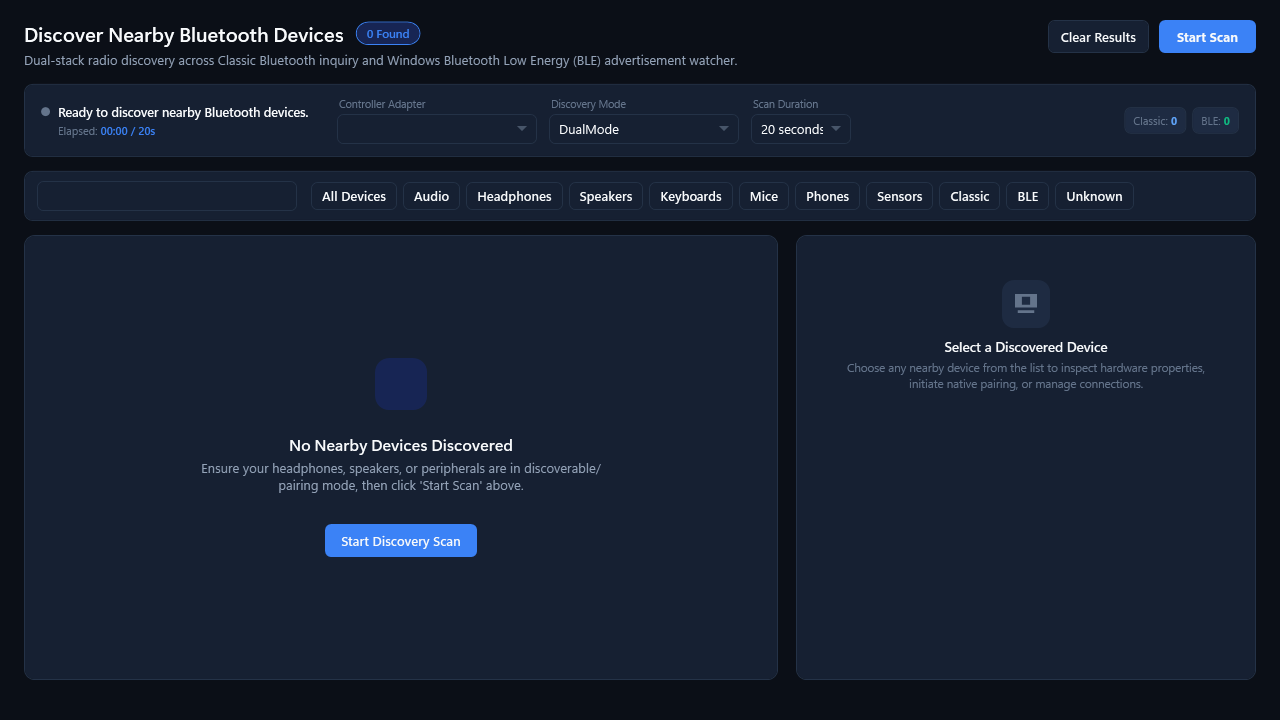 Discover Nearby Bluetooth Devices
0 Found
Dual-stack radio discovery across Classic Bluetooth inquiry and Windows Bluetooth Low Energy (BLE) advertisement watcher.
Clear Results
Start Scan
Ready to discover nearby Bluetooth devices.
Elapsed: 00:00 / 20s
Controller Adapter
Discovery Mode
DualMode
Scan Duration
20 seconds
Classic: 0
BLE: 0
All Devices
Audio
Headphones
Speakers
Keyboards
Mice
Phones
Sensors
Classic
BLE
Unknown
No Nearby Devices Discovered
Ensure your headphones, speakers, or peripherals are in discoverable/
pairing mode, then click 'Start Scan' above.
Start Discovery Scan
Select a Discovered Device
Choose any nearby device from the list to inspect hardware properties,
initiate native pairing, or manage connections.